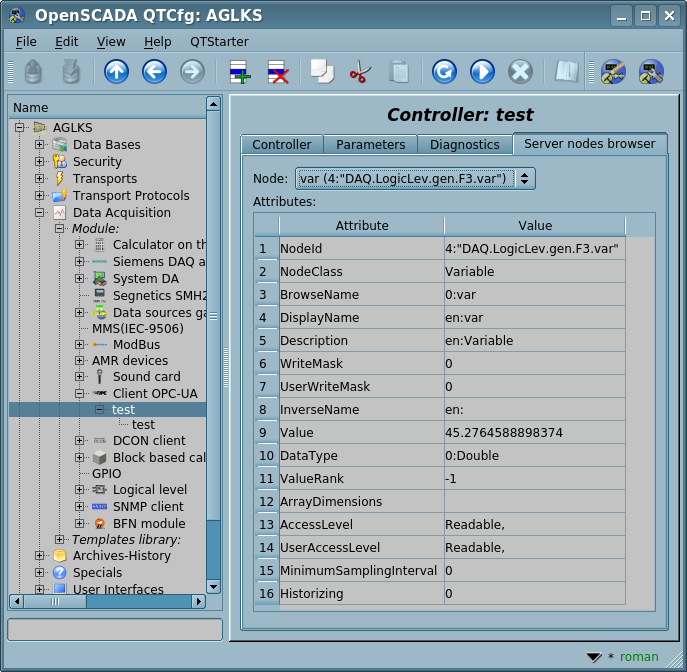 OpenSCADA QTCfg: AGLKS
File Edit View Help QTStarter
Name
AGLKS
Data Bases
Security
Transports
Transport Protocols
Data Acquisition
Module:
Calculator on th
Siemens DAQ a
System DA
Segnetics SMH2
Data sources ga
MMS(IEC-9506)
ModBus
AMR devices
Sound card
Client OPC-UA
test
test
DCON client
Block based cal
GPIO
Logical level
SNMP client
BFN module
Templates library:
Archives-History
Specials
User Interfaces
Controller: test
Controller Parameters Diagnostics Server nodes browser
Node: var (4:"DAQ.LogicLev.gen.F3.var")
Attributes:
Attribute Value
1 NodeId 4:"DAQ.LogicLev.gen.F3.var"
2 NodeClass Variable
3 BrowseName 0:var
4 DisplayName en:var
5 Description en:Variable
6 WriteMask 0
7 UserWriteMask 0
8 InverseName en:
9 Value 45.2764588898374
10 DataType 0:Double
11 ValueRank -1
12 ArrayDimensions
13 AccessLevel Readable,
14 UserAccessLevel Readable,
15 MinimumSamplingInterval 0
16 Historizing 0
* roman